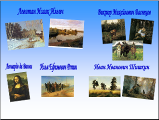 Левитан Исаак Ильич
Виктор Михайлович Васнецов
Леонардо да Винчи
Илья Ефимович Репин
Иван Иванович Шишкин